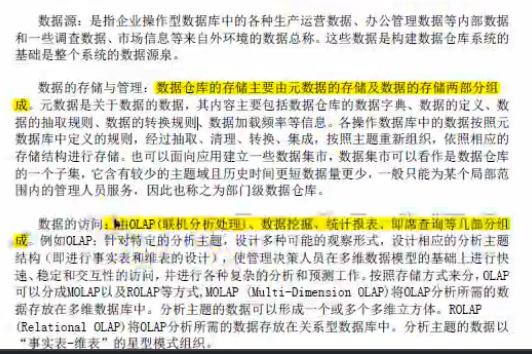 数据源：是指企业操作型数据库中的各种生产运营数据、办公管理数据等内部数据
和一些调查数据、市场信息等来自外环境的数据总称。这些数据是构建数据仓库系统的
基础是整个系统的数据源泉。
数据的存储与管理：数据仓库的存储主要由元数据的存储及数据的存储两部分组
成。元数据是关于数据的数据，其内容主要包括数据仓库的数据字典、数据的定义、数
据的抽取规则、数据的转换规则、数据加载频率等信息。各操作数据库中的数据按照元
数据库中定义的规则，经过抽取、清理、转换、集成，按照主题重新组织，依照相应的
存储结构进行存储。也可以面向应用建立一些数据集市，数据集市可以看作是数据仓库
的一个子集，它含有较少的主题域且历史时间更短数据量更少，一般只能为某个局部范
围内的管理人员服务，因此也称之为部门级数据仓库。
数据的访问：由OLAP(联机分析处理)、数据挖掘、统计报表、即席查询等几部分组
成。例如OLAP：针对特定的分析主题，设计多种可能的观察形式，设计相应的分析主题
结构（即进行事实表和维表的设计），使管理决策人员在多维数据模型的基础上进行快
速、稳定和交互性的访问，并进行各种复杂的分析和预测工作。按照存储方式来分，OLAP
可以分成MOLAP以及ROLAP等方式，MOLAP (Multi-Dimension OLAP)将OLAP分析所需的数
据存放在多维数据库中。分析主题的数据可以形成一个或多个多维立方体。ROLAP
(Relational OLAP)将OLAP分析所需的数据存放在关系型数据库中。分析主题的数据以
“事实表-维表”的星型模式组织。